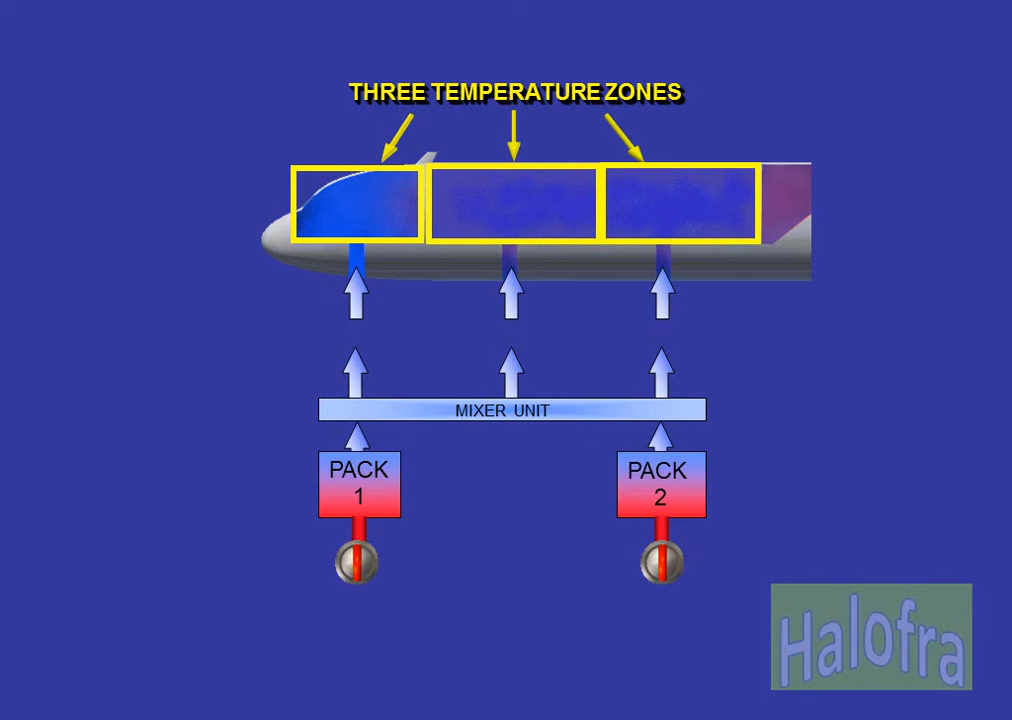 THREE TEMPERATURE ZONES
MIXER UNIT
PACK
1
PACK
2
Halofra